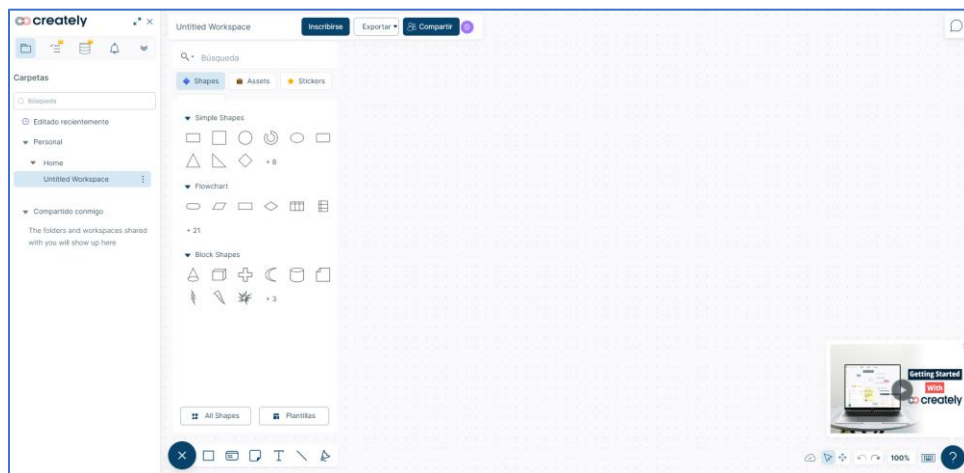 creately
Carpetas
Búsqueda
Editado recientemente
Personal
Home
Untitled Workspace
Compartido conmigo
The folders and workspaces shared
with you will show up here
Untitled Workspace
Inscribirse
Exportar
Compartir
Búsqueda
Shapes
Assets
Stickers
Simple Shapes
+ 8
Flowchart
+ 21
Block Shapes
+ 3
All Shapes
Plantillas
T
Getting Started
With
creately
100%
?